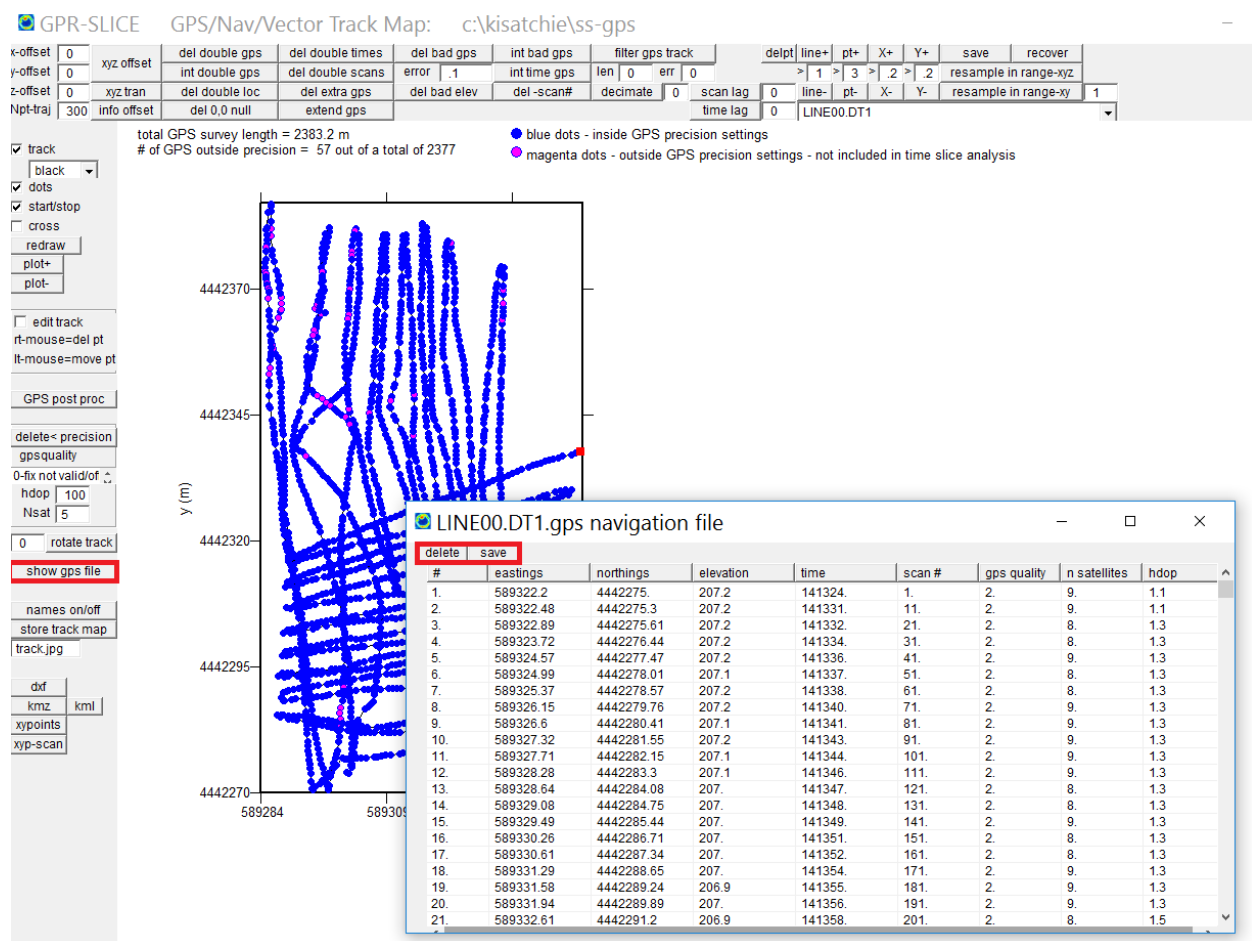 GPR-SLICE GPS/Nav/Vector Track Map: c:\kisatchie\ss-gps
x-offset 0 xyz offset del double gps del double times del bad gps int bad gps filter gps track delpt line+ pt+ X+ Y+ save recover
y-offset 0 int double gps del double scans error .1 int time gps len 0 err 0 > 1 > 3 > .2 > .2 resample in range-xyz
z-offset 0 xyz tran del double loc del extra gps del bad elev del -scan# decimate 0 scan lag 0 line- pt- X- Y- resample in range-xy 1
Npt-traj 300 info offset del 0,0 null extend gps time lag 0 LINE00.DT1
total GPS survey length = 2383.2 m
# of GPS outside precision = 57 out of a total of 2377
blue dots - inside GPS precision settings
magenta dots - outside GPS precision settings - not included in time slice analysis
track
black
dots
start/stop
cross
redraw
plot+
plot-
edit track
rt-mouse=del pt
lt-mouse=move pt
GPS post proc
delete< precision
gpsquality
0-fix not valid/of
hdop 100
Nsat 5
0 rotate track
show gps file
names on/off
store track map
track.jpg
dxf
kmz kml
xypoints
xyp-scan
y (m)
4442370
4442345
4442320
4442295
4442270
589284 589309
LINE00.DT1.gps navigation file
delete save
# eastings northings elevation time scan # gps quality n satellites hdop
1. 589322.2 4442275. 207.2 141324. 1. 2. 9. 1.1
2. 589322.48 4442275.3 207.2 141331. 11. 2. 9. 1.1
3. 589322.89 4442275.61 207.2 141332. 21. 2. 8. 1.3
4. 589323.72 4442276.44 207.2 141334. 31. 2. 8. 1.3
5. 589324.57 4442277.47 207.2 141336. 41. 2. 9. 1.3
6. 589324.99 4442278.01 207.1 141337. 51. 2. 8. 1.3
7. 589325.37 4442278.57 207.2 141338. 61. 2. 8. 1.3
8. 589326.15 4442279.76 207.2 141340. 71. 2. 9. 1.3
9. 589326.6 4442280.41 207.1 141341. 81. 2. 9. 1.3
10. 589327.32 4442281.55 207.2 141343. 91. 2. 9. 1.3
11. 589327.71 4442282.15 207.1 141344. 101. 2. 9. 1.3
12. 589328.28 4442283.3 207.1 141346. 111. 2. 9. 1.3
13. 589328.64 4442284.08 207. 141347. 121. 2. 8. 1.3
14. 589329.08 4442284.75 207. 141348. 131. 2. 8. 1.3
15. 589329.49 4442285.44 207. 141349. 141. 2. 9. 1.3
16. 589330.26 4442286.71 207. 141351. 151. 2. 8. 1.3
17. 589330.61 4442287.34 207. 141352. 161. 2. 8. 1.3
18. 589331.29 4442288.65 207. 141354. 171. 2. 9. 1.3
19. 589331.58 4442289.24 206.9 141355. 181. 2. 9. 1.3
20. 589331.94 4442289.89 207. 141356. 191. 2. 9. 1.3
21. 589332.61 4442291.2 206.9 141358. 201. 2. 8. 1.5